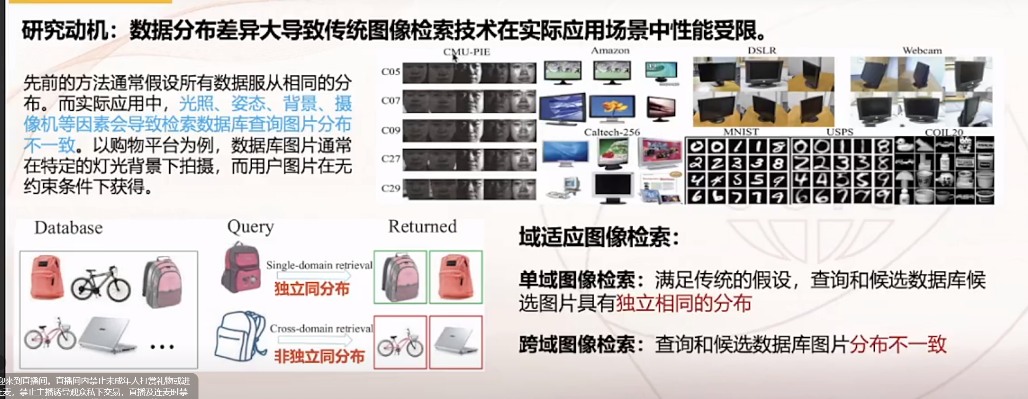 研究动机：数据分布差异大导致传统图像检索技术在实际应用场景中性能受限。
先前的方法通常假设所有数据服从相同的分
布。而实际应用中，光照、姿态、背景、摄
像机等因素会导致检索数据库查询图片分布
不一致。以购物平台为例，数据库图片通常
在特定的灯光背景下拍摄，而用户图片在无
约束条件下获得。
CMU-PIE
C05
C07
C09
C27
C29
Amazon
DSLR
Webcam
Caltech-256
MNIST
USPS
COIL20
Database
Query
Returned
Single-domain retrieval
独立同分布
Cross-domain retrieval
非独立同分布
域适应图像检索：
单域图像检索：满足传统的假设，查询和候选数据库候
选图片具有独立相同的分布
跨域图像检索：查询和候选数据库图片分布不一致